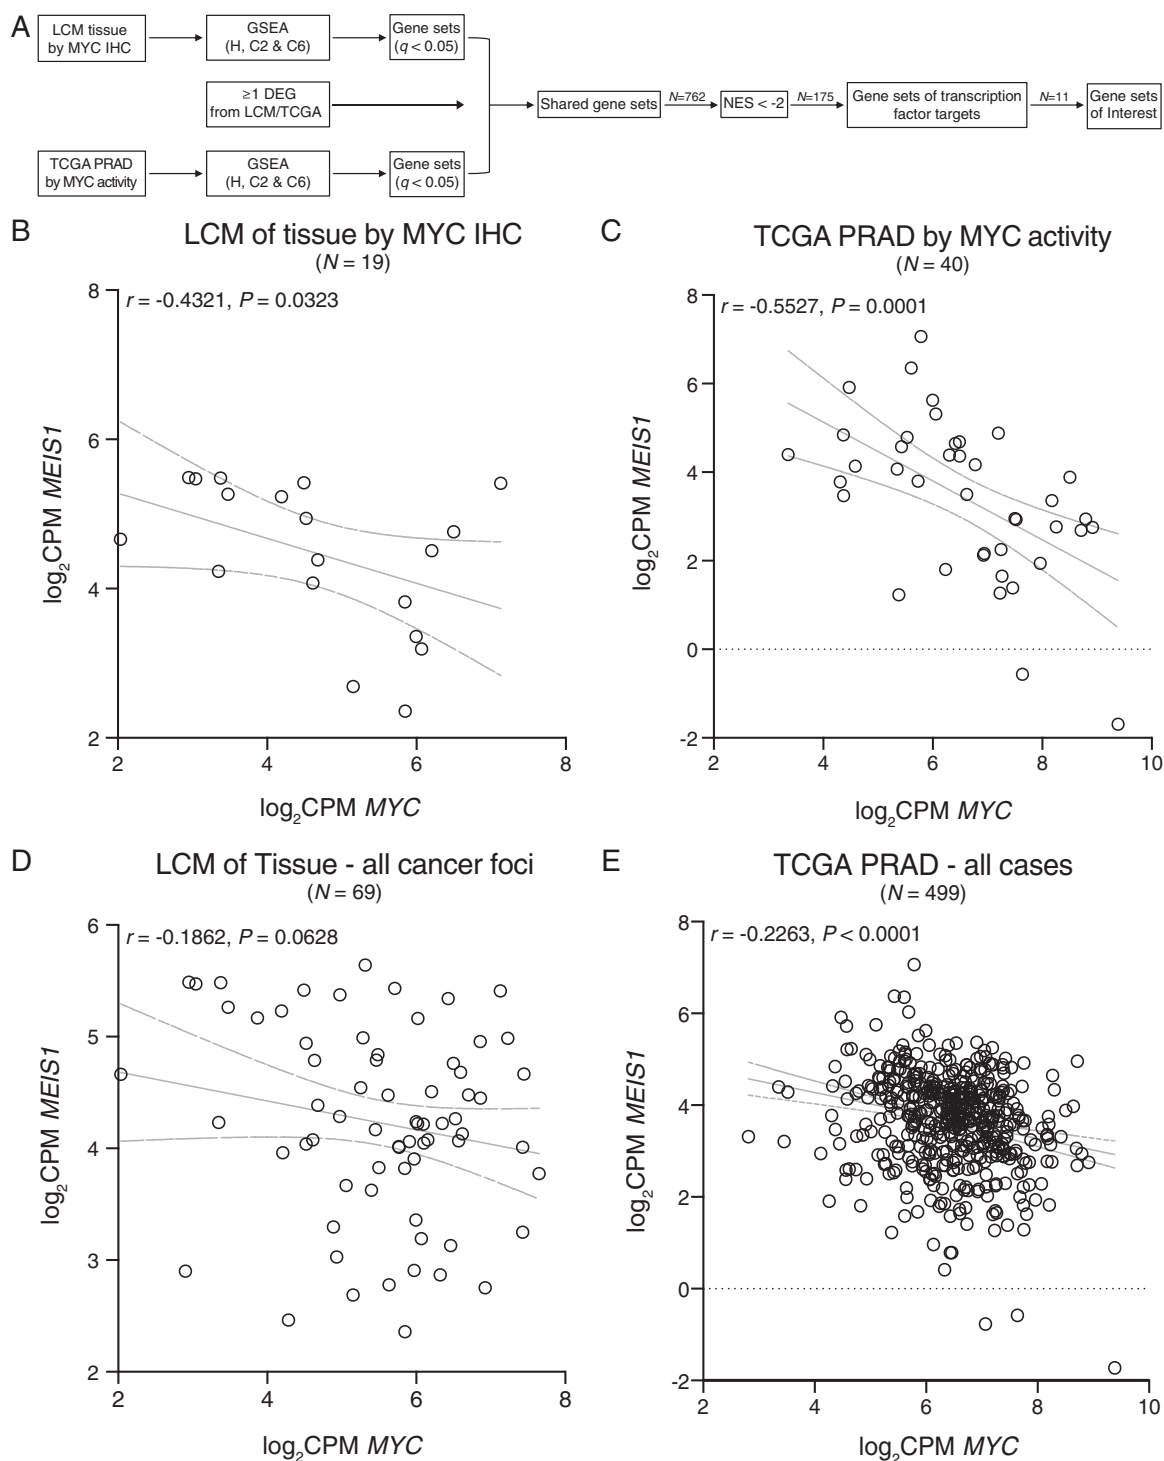 A
LCM tissue
by MYC IHC
GSEA
(H, C2 & C6)
Gene sets
(q < 0.05)
≥1 DEG
from LCM/TCGA
Shared gene sets
N=762
NES < -2
N=175
Gene sets of transcription
factor targets
N=11
Gene sets
of Interest
TCGA PRAD
by MYC activity
GSEA
(H, C2 & C6)
Gene sets
(q < 0.05)
B
LCM of tissue by MYC IHC
(N = 19)
r = -0.4321, P = 0.0323
8
6
4
2
log2CPM MEIS1
2 4 6 8
log2CPM MYC
C
TCGA PRAD by MYC activity
(N = 40)
r = -0.5527, P = 0.0001
8
6
4
2
0
-2
log2CPM MEIS1
2 4 6 8 10
log2CPM MYC
D
LCM of Tissue - all cancer foci
(N = 69)
r = -0.1862, P = 0.0628
6
5
4
3
2
log2CPM MEIS1
2 4 6 8
log2CPM MYC
E
TCGA PRAD - all cases
(N = 499)
r = -0.2263, P < 0.0001
8
6
4
2
0
-2
log2CPM MEIS1
2 4 6 8 10
log2CPM MYC